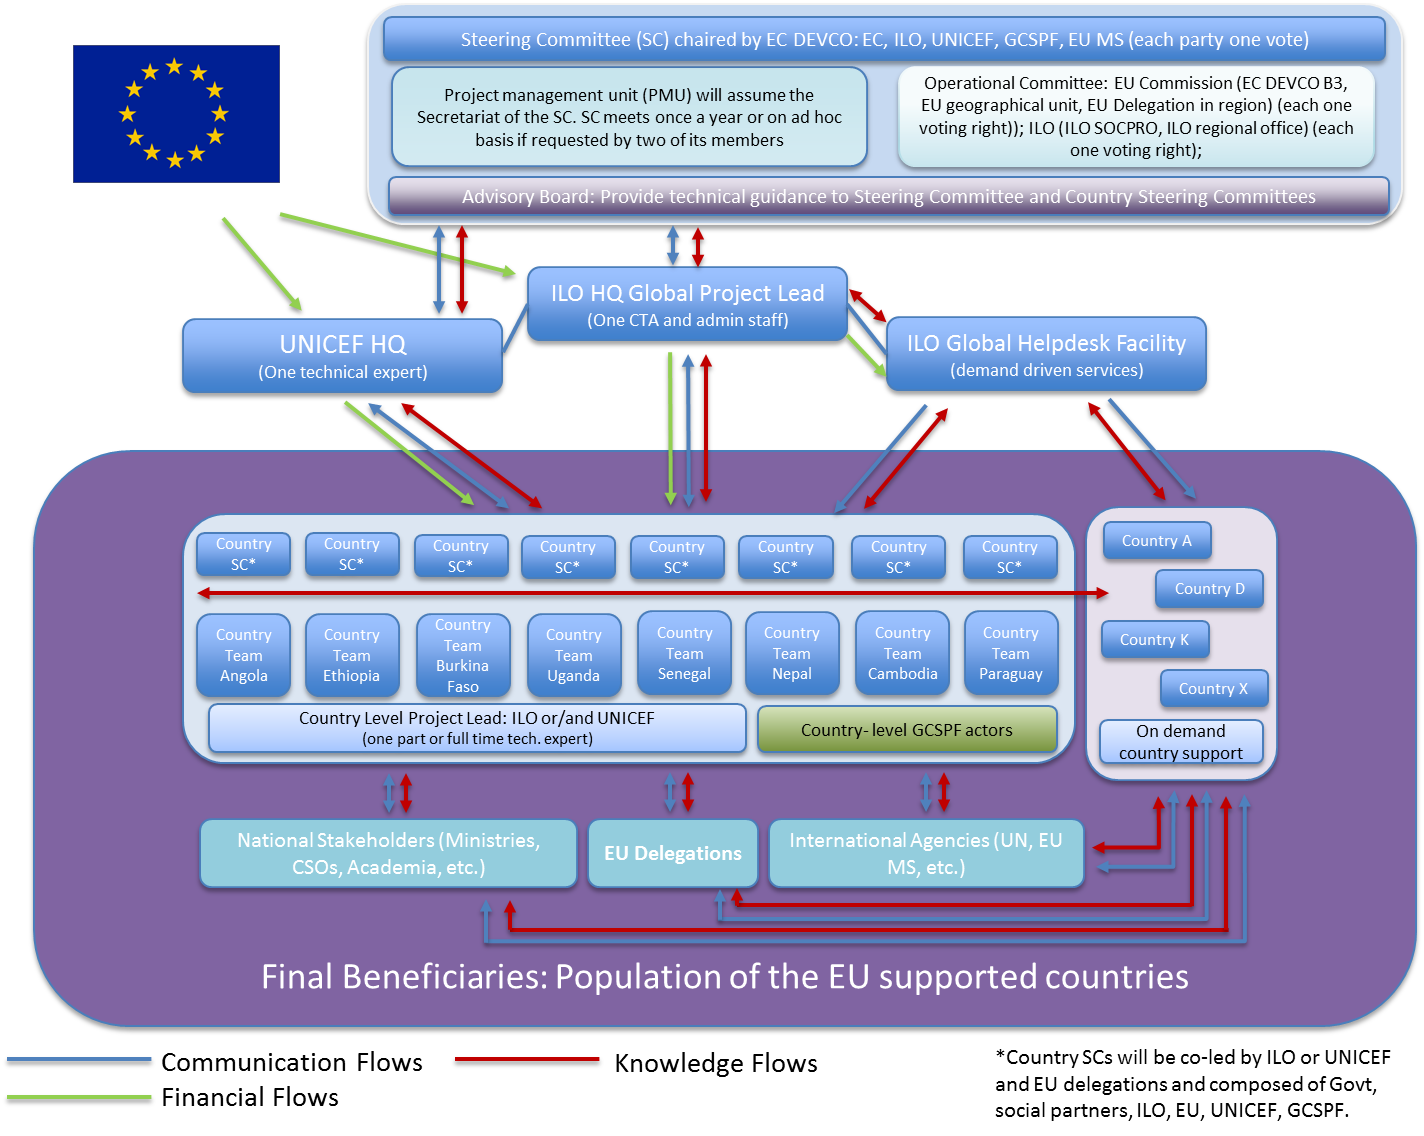 Steering Committee (SC) chaired by EC DEVCO: EC, ILO, UNICEF, GCSPF, EU MS (each party one vote)
Project management unit (PMU) will assume the
Secretariat of the SC. SC meets once a year or on ad hoc
basis if requested by two of its members
Operational Committee: EU Commission (EC DEVCO B3,
EU geographical unit, EU Delegation in region) (each one
voting right)); ILO (ILO SOCPRO, ILO regional office) (each
one voting right);
Advisory Board: Provide technical guidance to Steering Committee and Country Steering Committees
ILO HQ Global Project Lead
(One CTA and admin staff)
UNICEF HQ
(One technical expert)
ILO Global Helpdesk Facility
(demand driven services)
Country
SC*
Country
SC*
Country
SC*
Country
SC*
Country
SC*
Country
SC*
Country
SC*
Country
SC*
Country
Team
Angola
Country
Team
Ethiopia
Country
Team
Burkina
Faso
Country
Team
Uganda
Country
Team
Senegal
Country
Team
Nepal
Country
Team
Cambodia
Country
Team
Paraguay
Country Level Project Lead: ILO or/and UNICEF
(one part or full time tech. expert)
Country- level GCSPF actors
Country A
Country D
Country K
Country X
On demand
country support
National Stakeholders (Ministries,
CSOs, Academia, etc.)
EU Delegations
International Agencies (UN, EU
MS, etc.)
Final Beneficiaries: Population of the EU supported countries
Communication Flows
Knowledge Flows
Financial Flows
*Country SCs will be co-led by ILO or UNICEF
and EU delegations and composed of Govt,
social partners, ILO, EU, UNICEF, GCSPF.